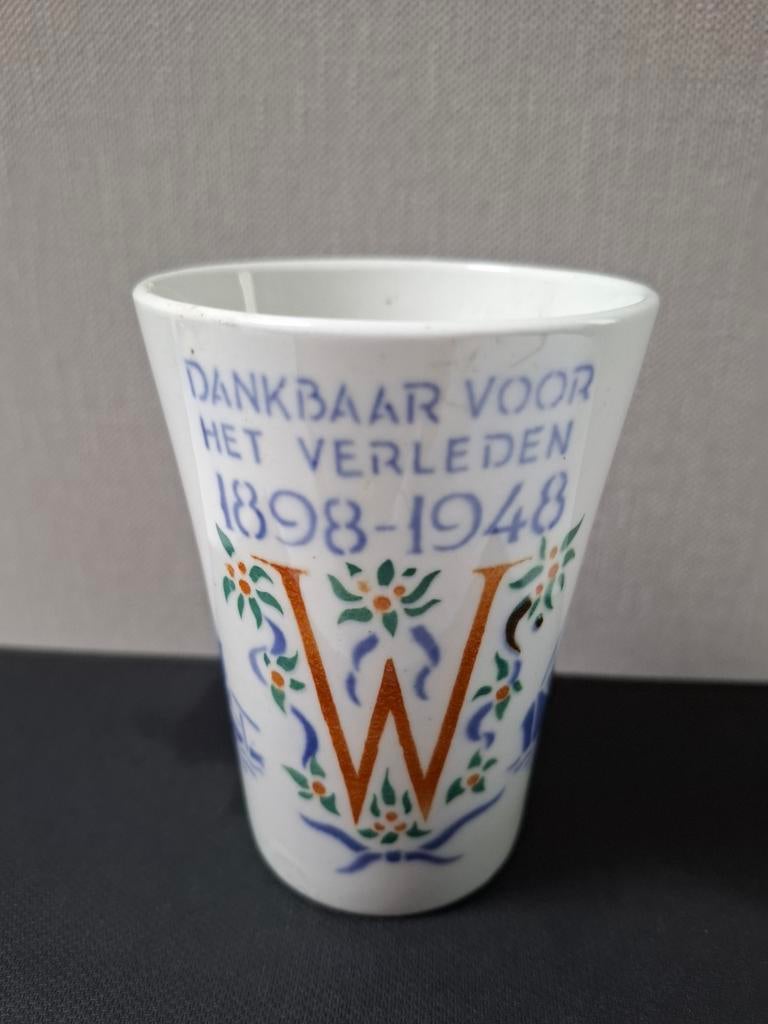 DANKBAAR VOOR
HET VERLEDEN
1898-1948
W